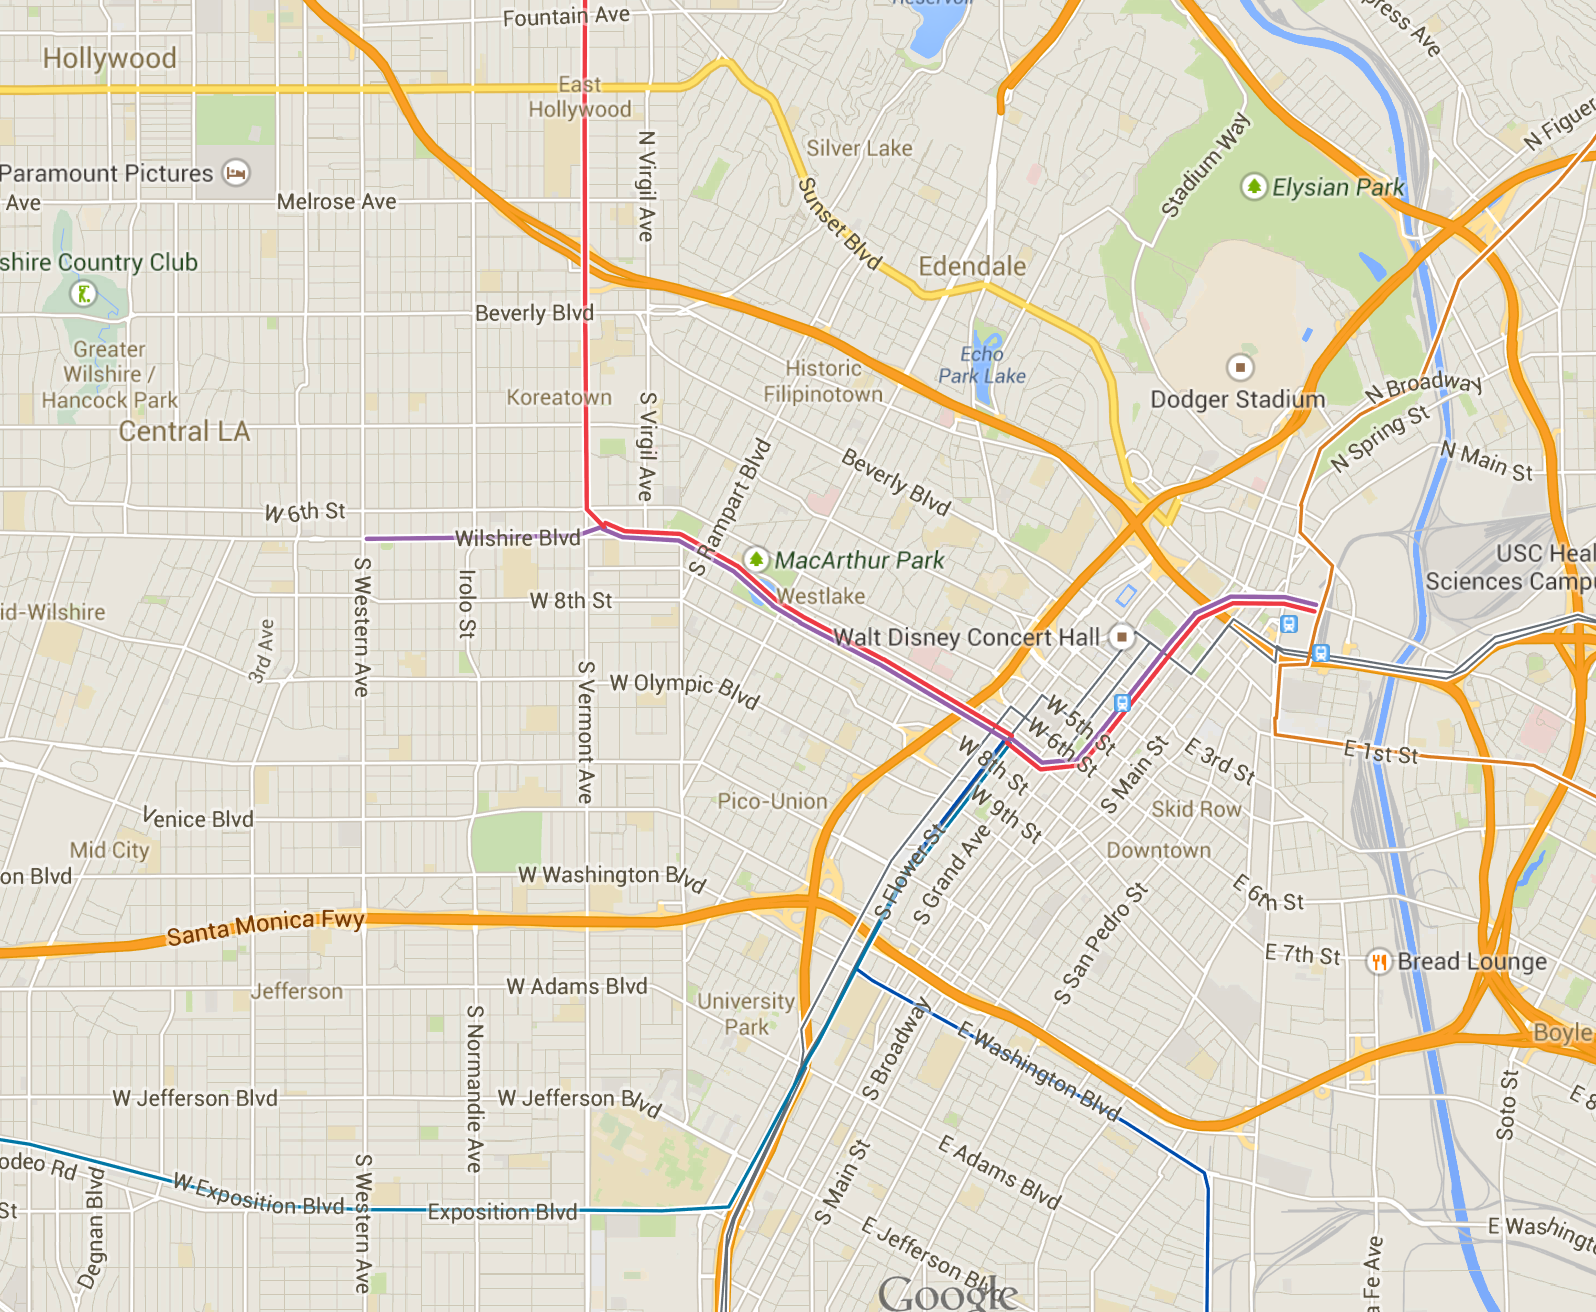 Reservoir
Fountain Ave
press Ave
Hollywood
East
Hollywood
N Virgil Ave
Silver Lake
Stadium Way
N Figuer
Paramount Pictures
Elysian Park
Ave
Melrose Ave
Sunset Blvd
shire Country Club
Edendale
Beverly Blvd
Greater
Wilshire /
Hancock Park
Echo
Park Lake
Historic
Filipinotown
Koreatown
Dodger Stadium
N Broadway
Central LA
S Virgil Ave
N Spring St
N Main St
S Rampart Blvd
Beverly Blvd
W 6th St
Wilshire Blvd
MacArthur Park
USC Heal
Sciences Campu
S Western Ave
Irolo St
W 8th St
Westlake
id-Wilshire
3rd Ave
Walt Disney Concert Hall
S Vermont Ave
W Olympic Blvd
W 5th St
W 6th St
W 8th St
S Main St
E 3rd St
E 1st St
W 9th St
Pico-Union
Skid Row
Venice Blvd
Mid City
S Flower St
S Grand Ave
Downtown
on Blvd
W Washington Blvd
E 6th St
S San Pedro St
Santa Monica Fwy
E 7th St
Bread Lounge
Jefferson
W Adams Blvd
University
Park
S Normandie Ave
S Broadway
E Washington Blvd
Boyle
Soto St
E 8
W Jefferson Blvd
W Jefferson Blvd
S Main St
E Adams Blvd
odeo Rd
Degnan Blvd
W Exposition Blvd
S Western Ave
Exposition Blvd
St
E Jefferson Blv
E Washingt
a Fe Ave
Google